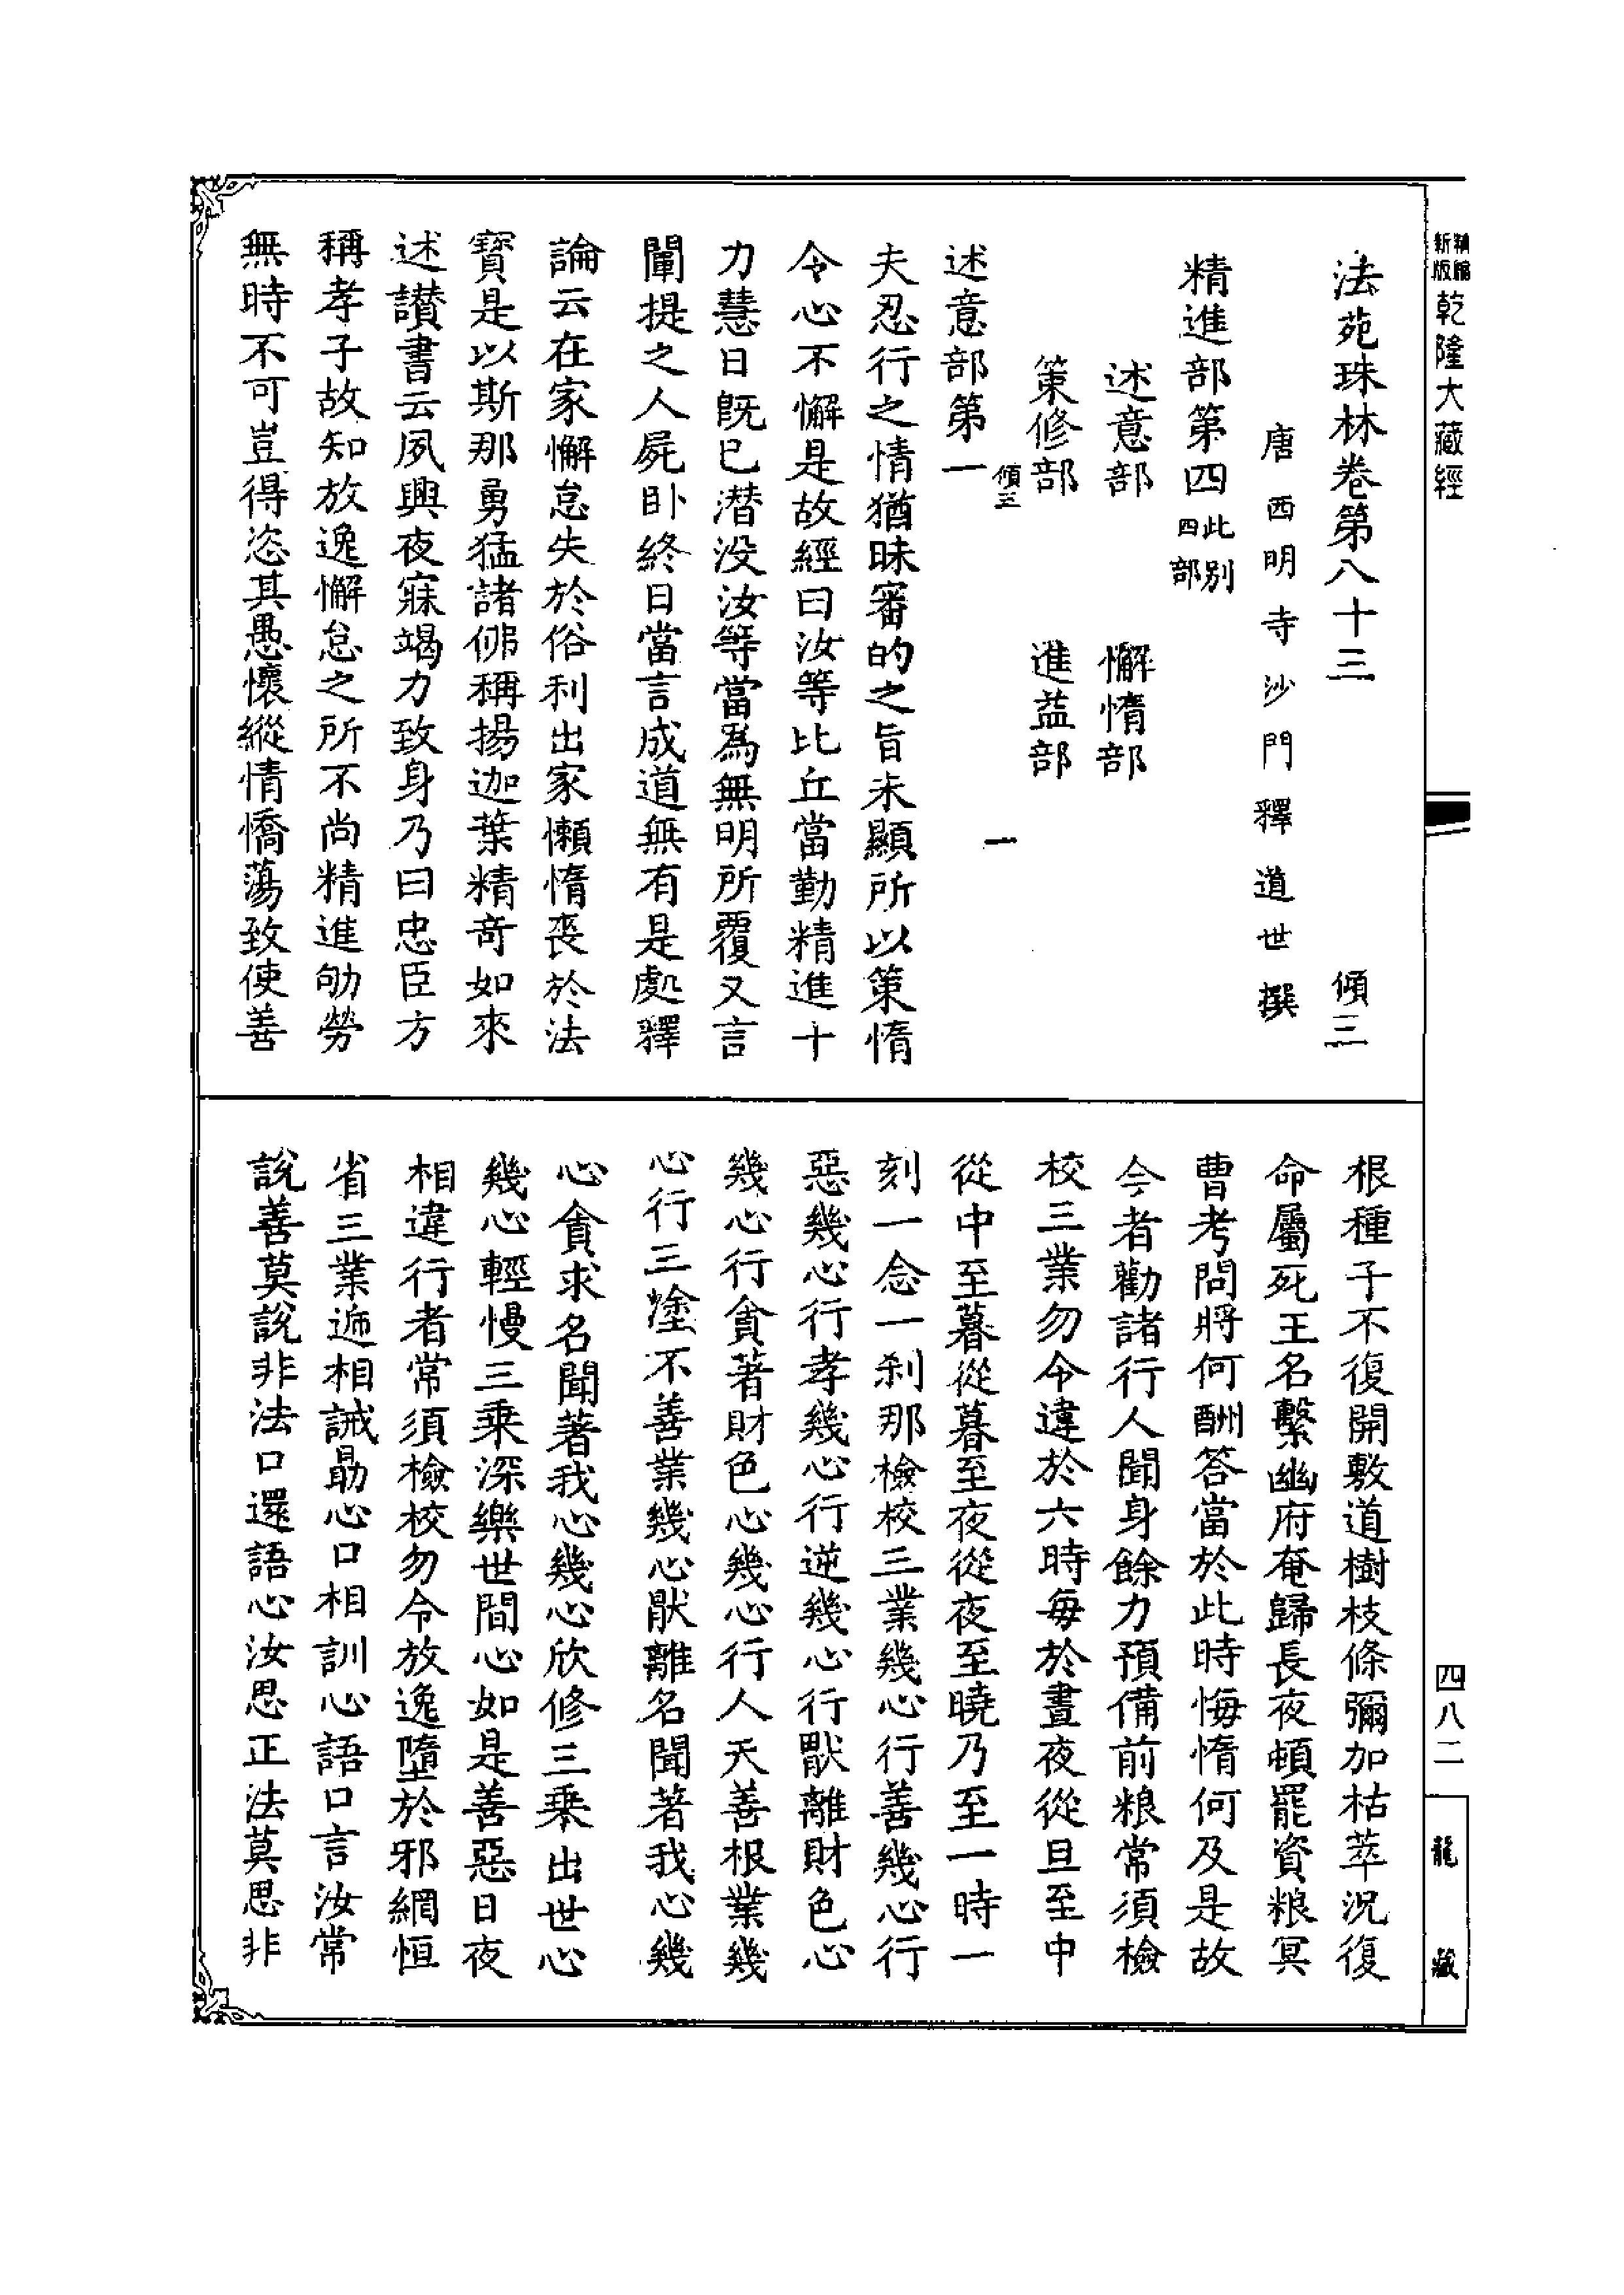 新編
新版
乾隆大藏經
法苑珠林卷第八十三　傾三
唐西明寺沙門釋道世撰
精進部第四此別四部
述意部　懈惰部
策修部　進益部
傾三　一
述意部第一
夫忍行之情猶昧審的之旨未顯所以策惰
令心不懈是故經曰汝等比丘當勤精進十
力慧日旣已潛没汝等當爲無明所覆又言
闡提之人屍卧終日當言成道無有是處釋
論云在家懈怠失於俗利出家懶惰喪於法
寶是以斯那勇猛諸佛稱揚迦葉精奇如來
述讃書云夙興夜寐竭力致身乃曰忠臣方
稱孝子故知放逸懈怠之所不尚精進劬勞
無時不可豈得恣其愚懷縱情憍蕩致使善
根種子不復開敷道樹枝條彌加枯萃況復
命屬死王名繫幽府奄歸長夜頓罷資粮冥
曹考問將何酬答當於此時悔惰何及是故
今者勸諸行人聞身餘力預備前粮常須檢
校三業勿令違於六時每於晝夜從旦至中
從中至暮從暮至夜從夜至曉乃至一時一
刻一念一刹那檢校三業幾心行善幾心行
惡幾心行孝幾心行逆幾心行厭離財色心
幾心行貪著財色心幾心行人天善根業幾
心行三塗不善業幾心厭離名聞著我心幾
心貪求名聞著我心幾心欣修三乘出世心
幾心輕慢三乘深樂世間心如是善惡日夜
相違行者常須檢校勿令放逸墮於邪網恒
省三業遞相誡勗心口相訓心語口言汝常
說善莫說非法口還語心汝思正法莫思非
四八二
龍藏